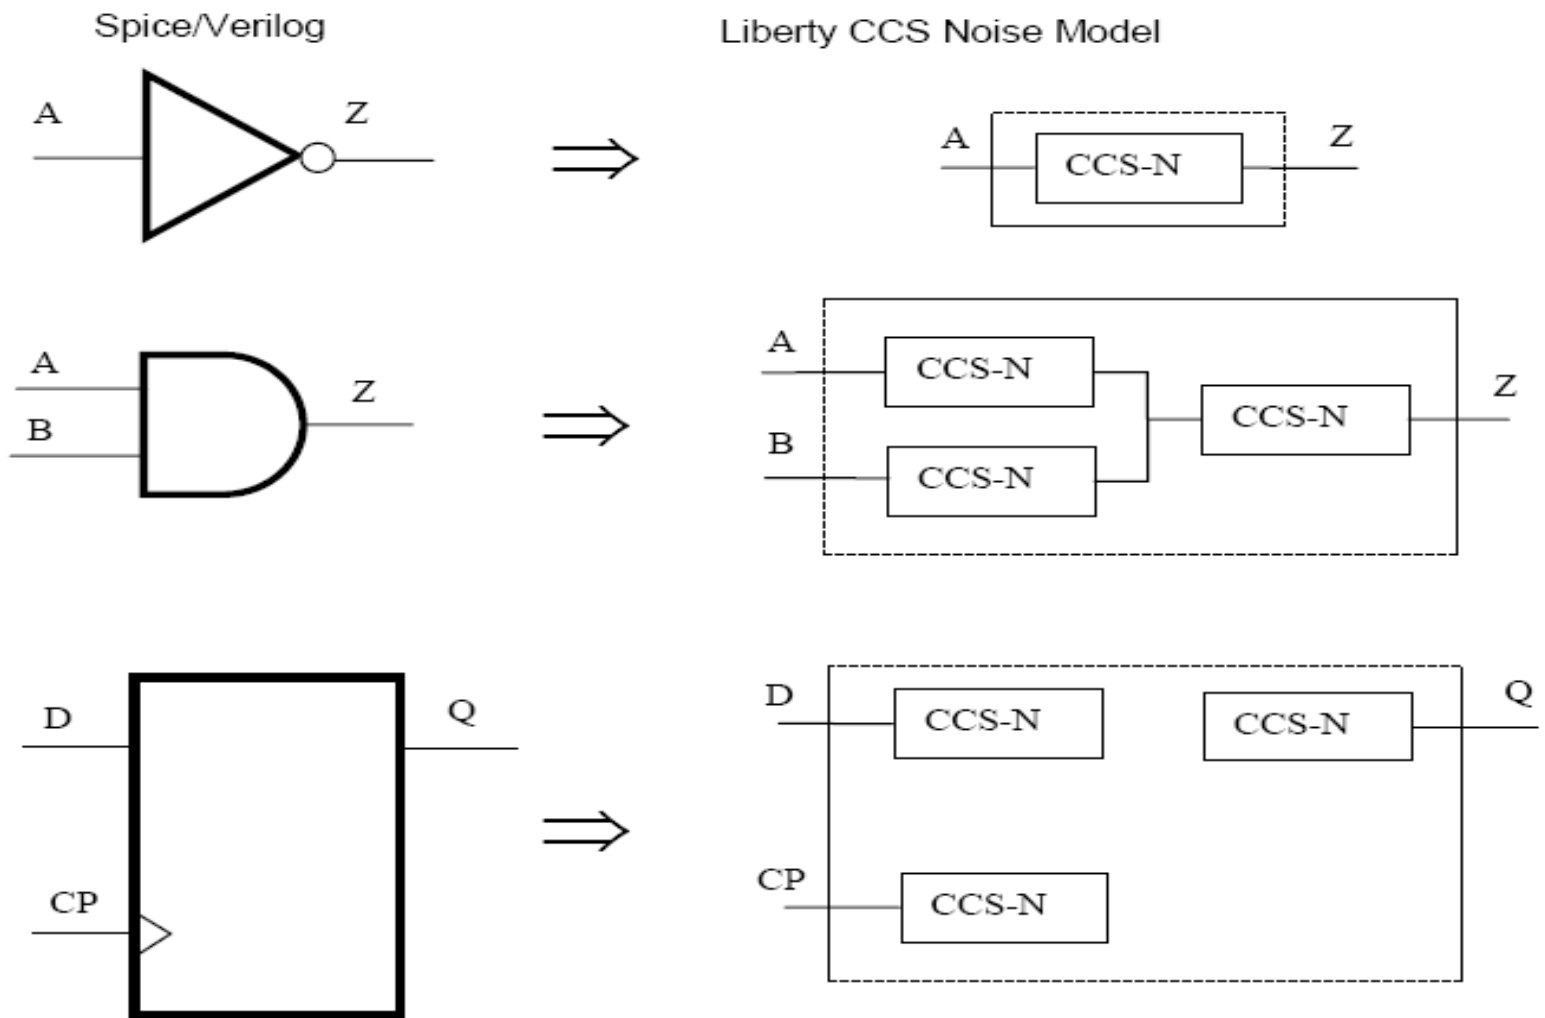 Spice/Verilog
Liberty CCS Noise Model
A
Z
A
CCS-N
Z
A
B
Z
A
CCS-N
B
CCS-N
CCS-N
Z
D
Q
CP
D
CCS-N
CCS-N
Q
CP
CCS-N